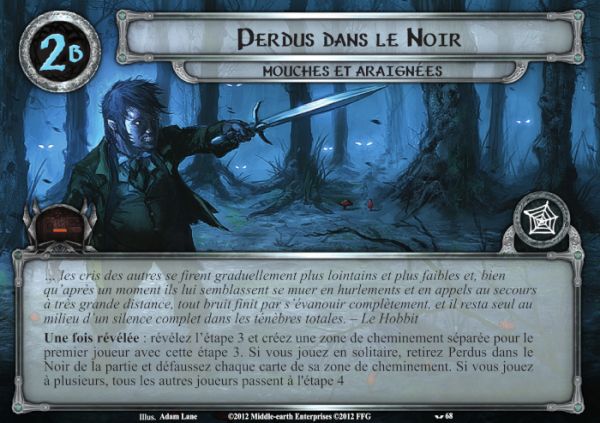 2B
PERDUS DANS LE NOIR
MOUCHES ET ARAIGNÉES
... les cris des autres se firent graduellement plus lointains et plus faibles et, bien
qu'après un moment ils lui semblassent se muer en hurlements et en appels au secours
à très grande distance, tout bruit finit par s'évanouir complètement, et il resta seul au
milieu d'un silence complet dans les ténèbres totales. – Le Hobbit
Une fois révélée : révélez l'étape 3 et créez une zone de cheminement séparée pour le
premier joueur avec cette étape 3. Si vous jouez en solitaire, retirez Perdus dans le
Noir de la partie et défaussez chaque carte de sa zone de cheminement. Si vous jouez
à plusieurs, tous les autres joueurs passent à l'étape 4
Illus. Adam Lane ©2012 Middle-earth Enterprises ©2012 FFG 68